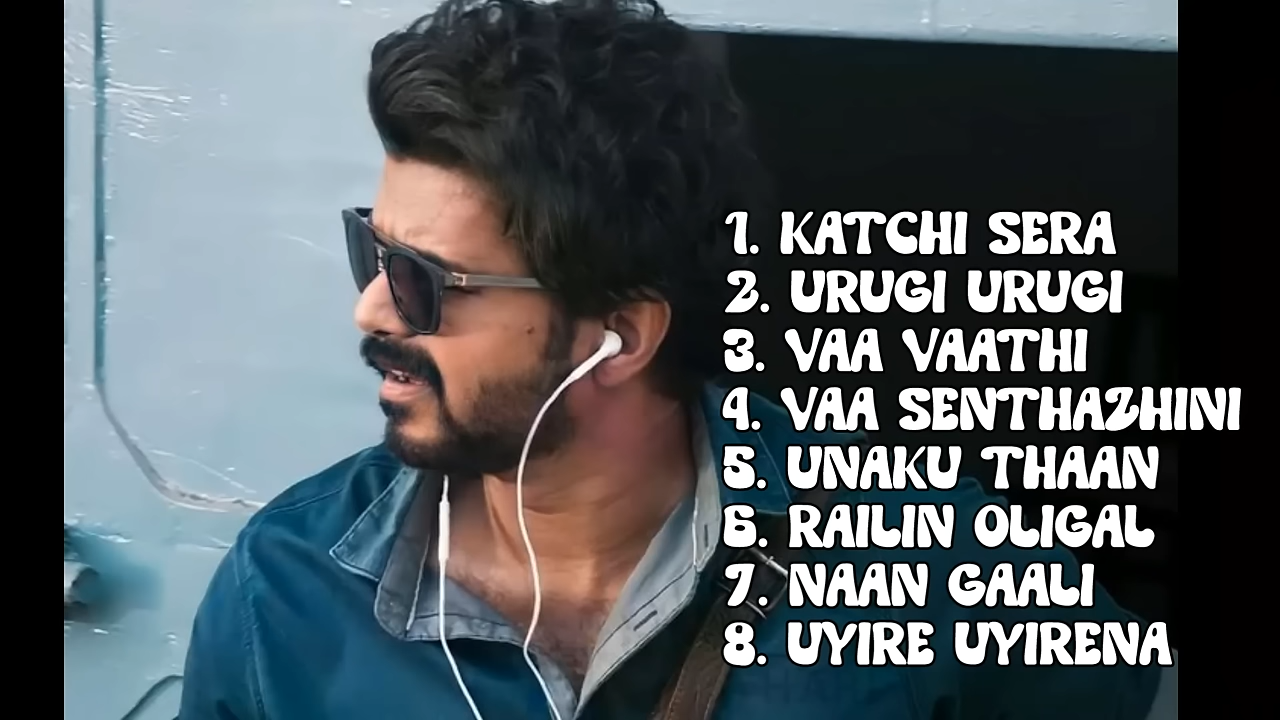 1. KATCHI SERA
2. URUGI URUGI
3. VAA VAATHI
4. VAA SENTHAZHINI
5. UNAKU THAAN
6. RAILIN OLIGAL
7. NAAN GAALI
8. UYIRE UYIRENA